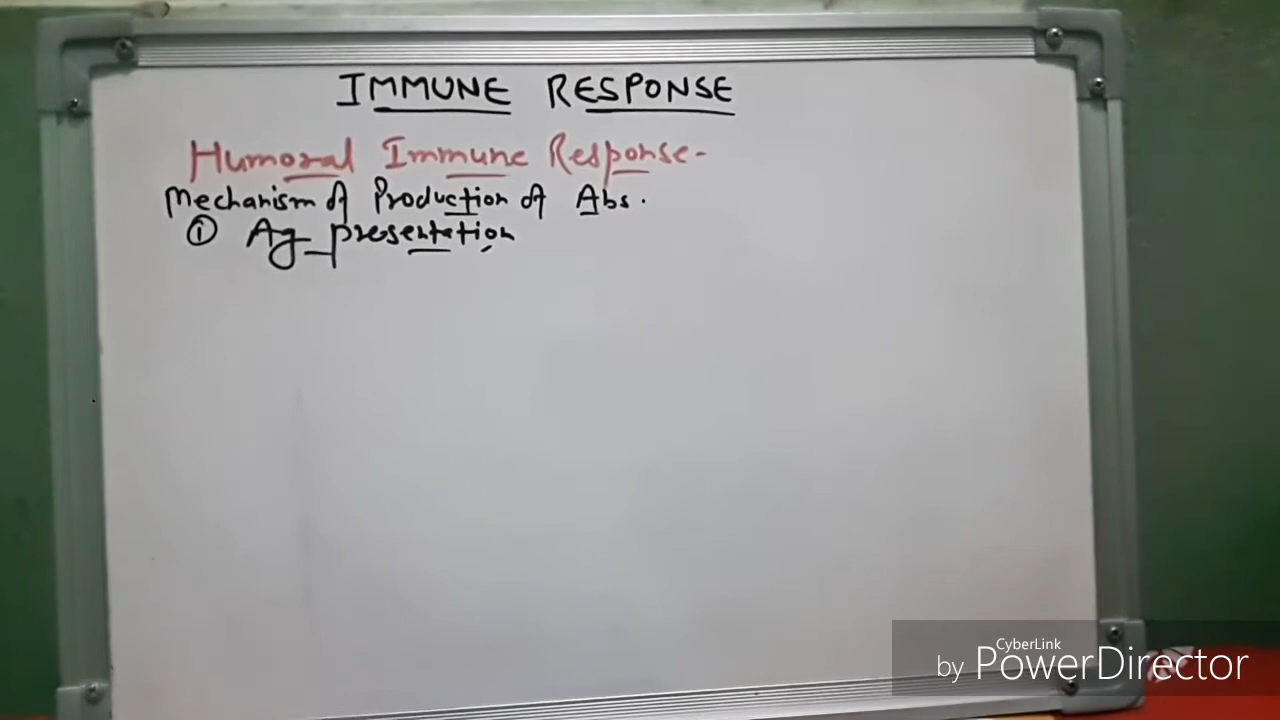 IMMUNE RESPONSE
Humoral Immune Response-
Mechanism of Production of Abs.
① Ag presentation
CyberLink
by PowerDirector